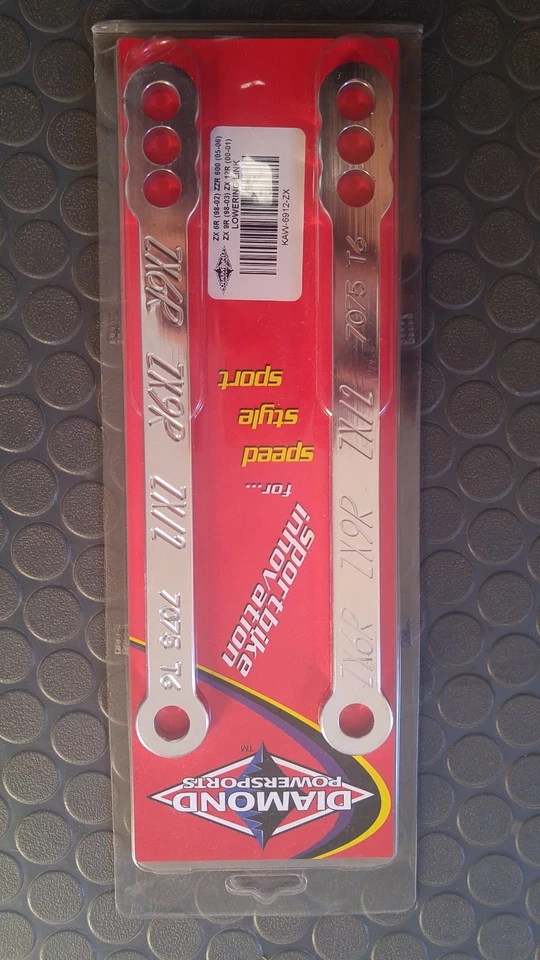 ZX 6R (98-02) ZZR 600 (05-06)
ZX 9R (98-03) ZX 12R (00-01)
LOWERING LINK
KAW-6912-ZX
DIAMOND
ZX6R ZX9R ZX12 7075 T6
ZX6R ZX9R ZX12 7075 T6
sportbike
innovation
for...
speed
style
sport
DIAMOND
POWERSPORTS
TM